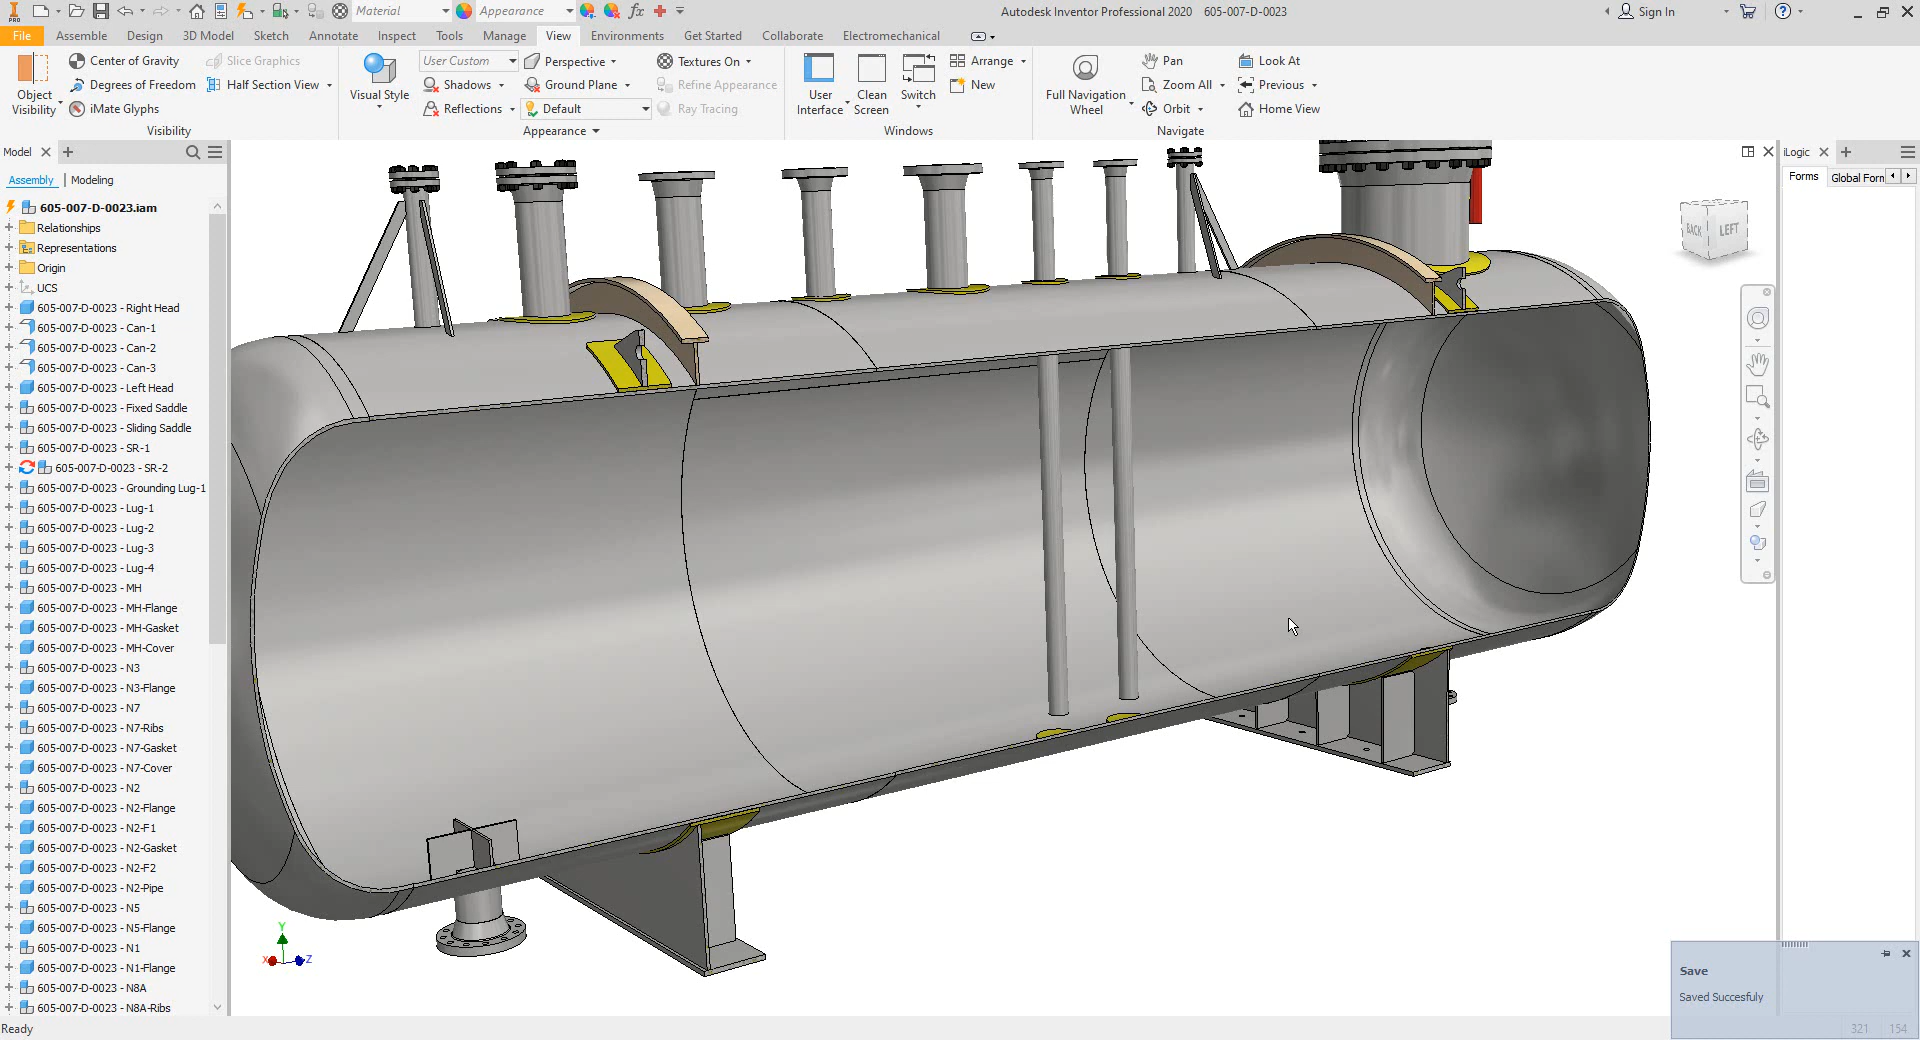 PRO
Material
Appearance
fx
Autodesk Inventor Professional 2020 605-007-D-0023
Sign In
File
Assemble
Design
3D Model
Sketch
Annotate
Inspect
Tools
Manage
View
Environments
Get Started
Collaborate
Electromechanical
Object
Visibility
Center of Gravity
Degrees of Freedom
iMate Glyphs
Slice Graphics
Half Section View
Visibility
Visual Style
User Custom
Shadows
Reflections
Perspective
Ground Plane
Default
Textures On
Refine Appearance
Ray Tracing
Appearance
User
Interface
Clean
Screen
Switch
Arrange
New
Windows
Full Navigation
Wheel
Pan
Zoom All
Orbit
Look At
Previous
Home View
Navigate
Model
Assembly
Modeling
605-007-D-0023.iam
Relationships
Representations
Origin
UCS
605-007-D-0023 - Right Head
605-007-D-0023 - Can-1
605-007-D-0023 - Can-2
605-007-D-0023 - Can-3
605-007-D-0023 - Left Head
605-007-D-0023 - Fixed Saddle
605-007-D-0023 - Sliding Saddle
605-007-D-0023 - SR-1
605-007-D-0023 - SR-2
605-007-D-0023 - Grounding Lug-1
605-007-D-0023 - Lug-1
605-007-D-0023 - Lug-2
605-007-D-0023 - Lug-3
605-007-D-0023 - Lug-4
605-007-D-0023 - MH
605-007-D-0023 - MH-Flange
605-007-D-0023 - MH-Gasket
605-007-D-0023 - MH-Cover
605-007-D-0023 - N3
605-007-D-0023 - N3-Flange
605-007-D-0023 - N7
605-007-D-0023 - N7-Ribs
605-007-D-0023 - N7-Gasket
605-007-D-0023 - N7-Cover
605-007-D-0023 - N2
605-007-D-0023 - N2-Flange
605-007-D-0023 - N2-F1
605-007-D-0023 - N2-Gasket
605-007-D-0023 - N2-F2
605-007-D-0023 - N2-Pipe
605-007-D-0023 - N5
605-007-D-0023 - N5-Flange
605-007-D-0023 - N1
605-007-D-0023 - N1-Flange
605-007-D-0023 - N8A
605-007-D-0023 - N8A-Ribs
Y
X
Z
BACK
LEFT
iLogic
Forms
Global Forn
Save
Saved Succesfuly
321
154
Ready